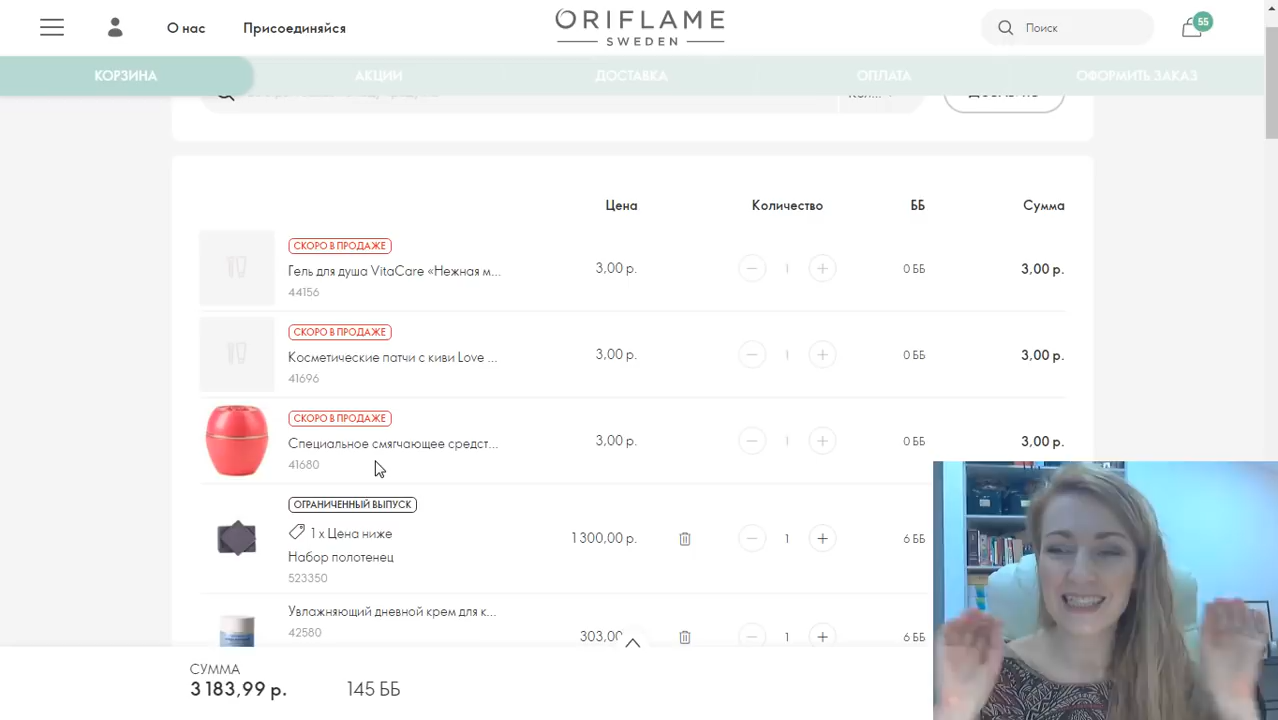 О нас
Присоединяйся
ORIFLAME
SWEDEN
Поиск
55
КОРЗИНА
АКЦИИ
ДОСТАВКА
ОПЛАТА
ОФОРМИТЬ ЗАКАЗ
Цена
Количество
ББ
Сумма
СКОРО В ПРОДАЖЕ
Гель для душа VitaCare «Нежная м...
44156
3,00 р.
1
0 ББ
3,00 р.
СКОРО В ПРОДАЖЕ
Косметические патчи с киви Love ...
41696
3,00 р.
1
0 ББ
3,00 р.
СКОРО В ПРОДАЖЕ
Специальное смягчающее средст...
41680
3,00 р.
1
0 ББ
3,00 р.
ОГРАНИЧЕННЫЙ ВЫПУСК
1 x Цена ниже
Набор полотенец
523350
1 300,00 р.
1
6 ББ
Увлажняющий дневной крем для к...
42580
303,00
1
6 ББ
СУММА
3 183,99 р.
145 ББ